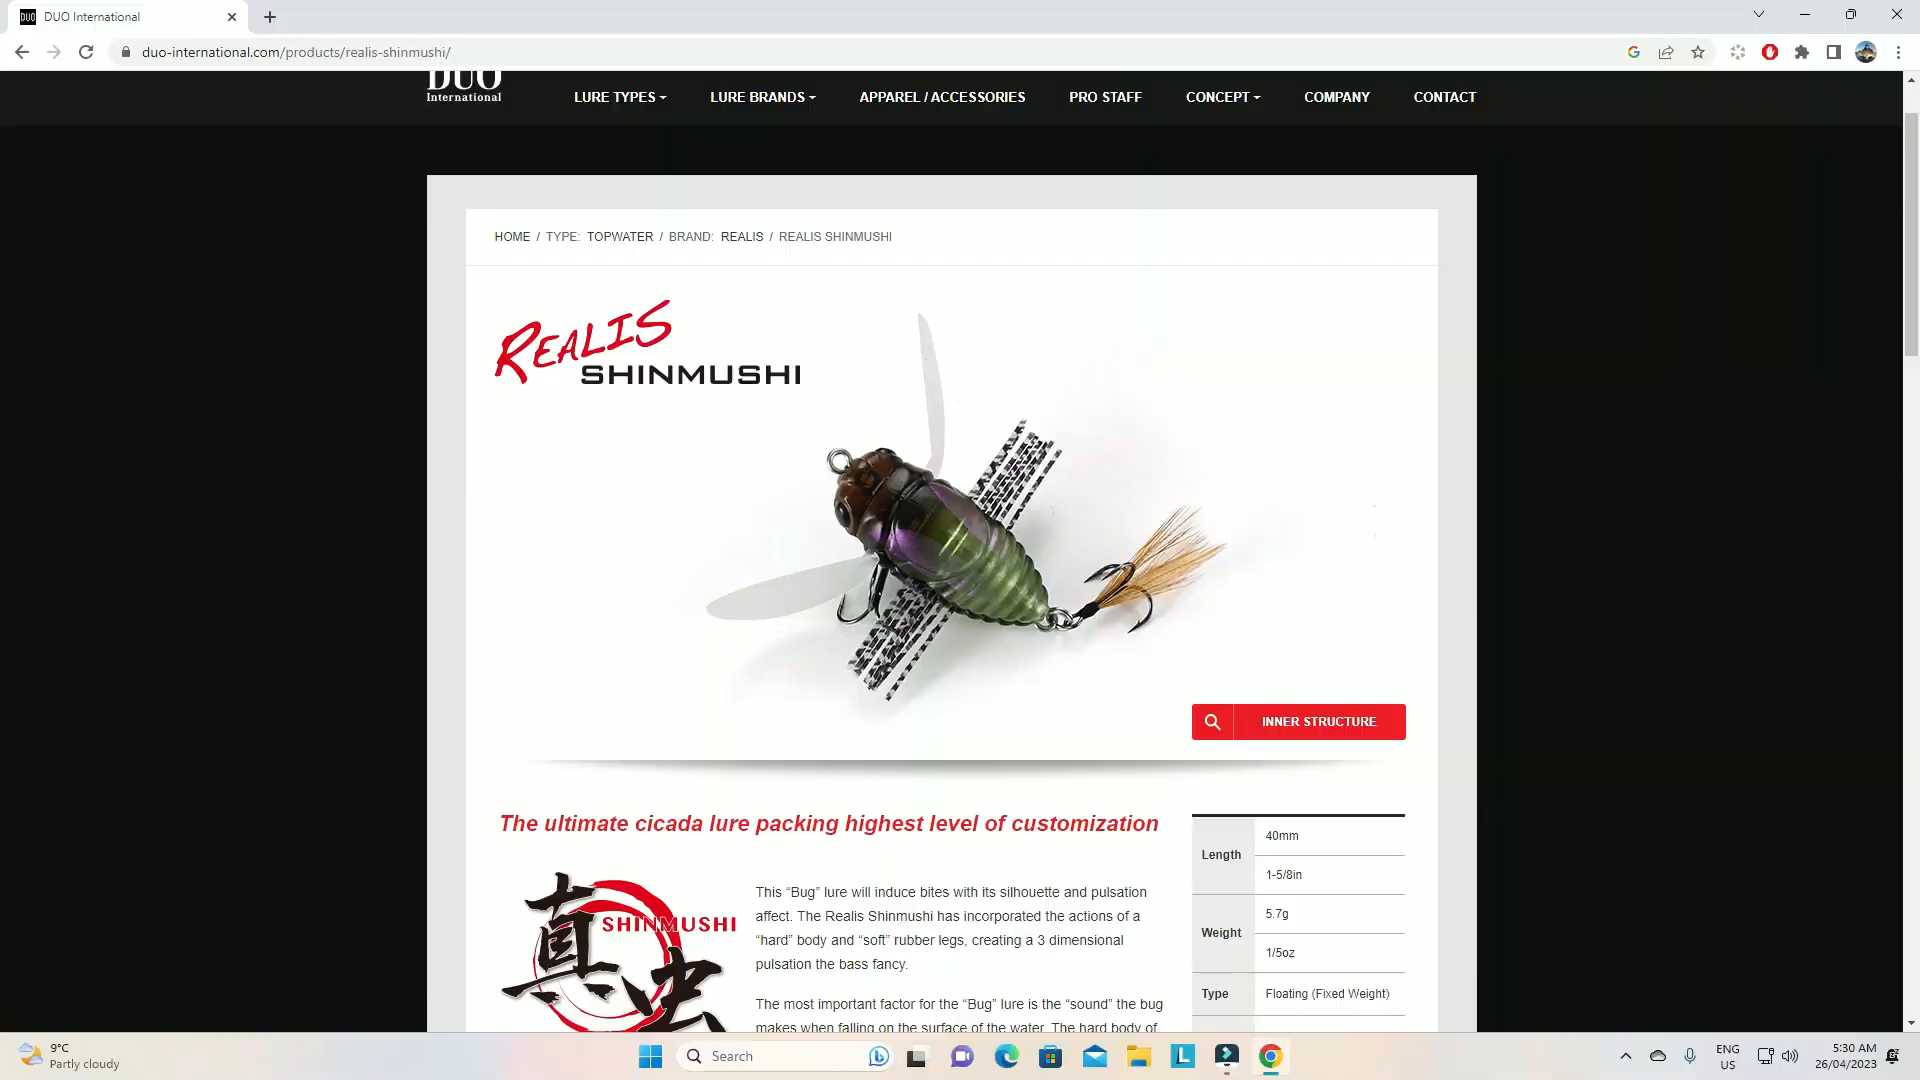 DUO International
duo-international.com/products/realis-shinmushi/
DUO
International
LURE TYPES
LURE BRANDS
APPAREL / ACCESSORIES
PRO STAFF
CONCEPT
COMPANY
CONTACT
HOME / TYPE: TOPWATER / BRAND: REALIS / REALIS SHINMUSHI
REALIS
SHINMUSHI
INNER STRUCTURE
The ultimate cicada lure packing highest level of customization
真虫
SHINMUSHI
This “Bug” lure will induce bites with its silhouette and pulsation
affect. The Realis Shinmushi has incorporated the actions of a
“hard” body and “soft” rubber legs, creating a 3 dimensional
pulsation the bass fancy.
The most important factor for the “Bug” lure is the “sound” the bug
makes when falling on the surface of the water. The hard body of
Length
40mm
1-5/8in
Weight
5.7g
1/5oz
Type
Floating (Fixed Weight)
9°C
Partly cloudy
Search
ENG
US
5:30 AM
26/04/2023